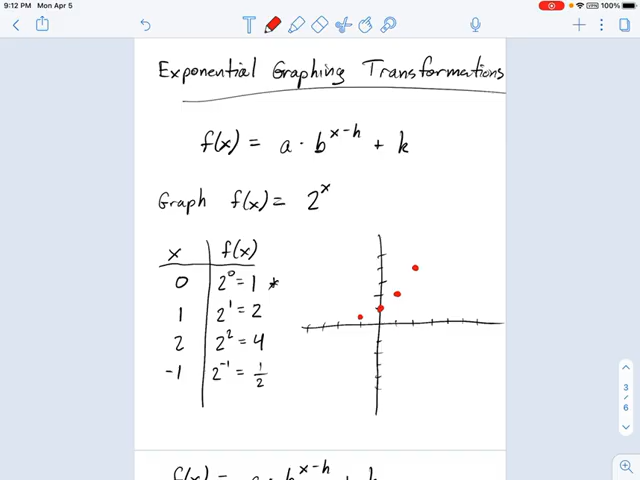 9:12 PM Mon Apr 5
VPN 100%
T
Exponential Graphing Transformations
f(x) = a · b^(x-h) + k
Graph f(x) = 2^x
x f(x)
0 2^0 = 1 *
1 2^1 = 2
2 2^2 = 4
-1 2^-1 = 1/2
3
/
6
f(x) = a · b^(x-h) + k